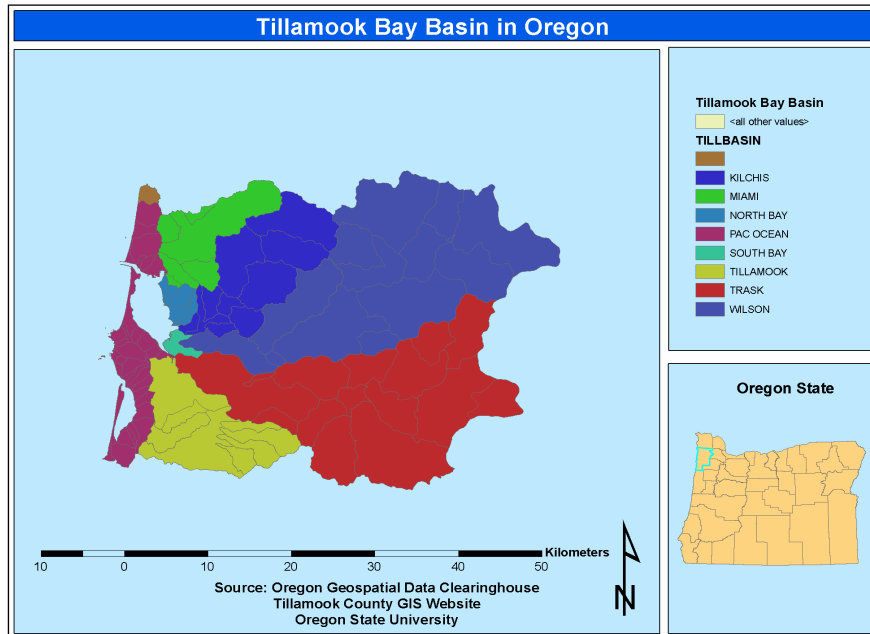 Tillamook Bay Basin in Oregon
Tillamook Bay Basin
<all other values>
TILLBASIN
KILCHIS
MIAMI
NORTH BAY
PAC OCEAN
SOUTH BAY
TILLAMOOK
TRASK
WILSON
Oregon State
Kilometers
10 0 10 20 30 40 50
Source: Oregon Geospatial Data Clearinghouse
Tillamook County GIS Website
Oregon State University
N